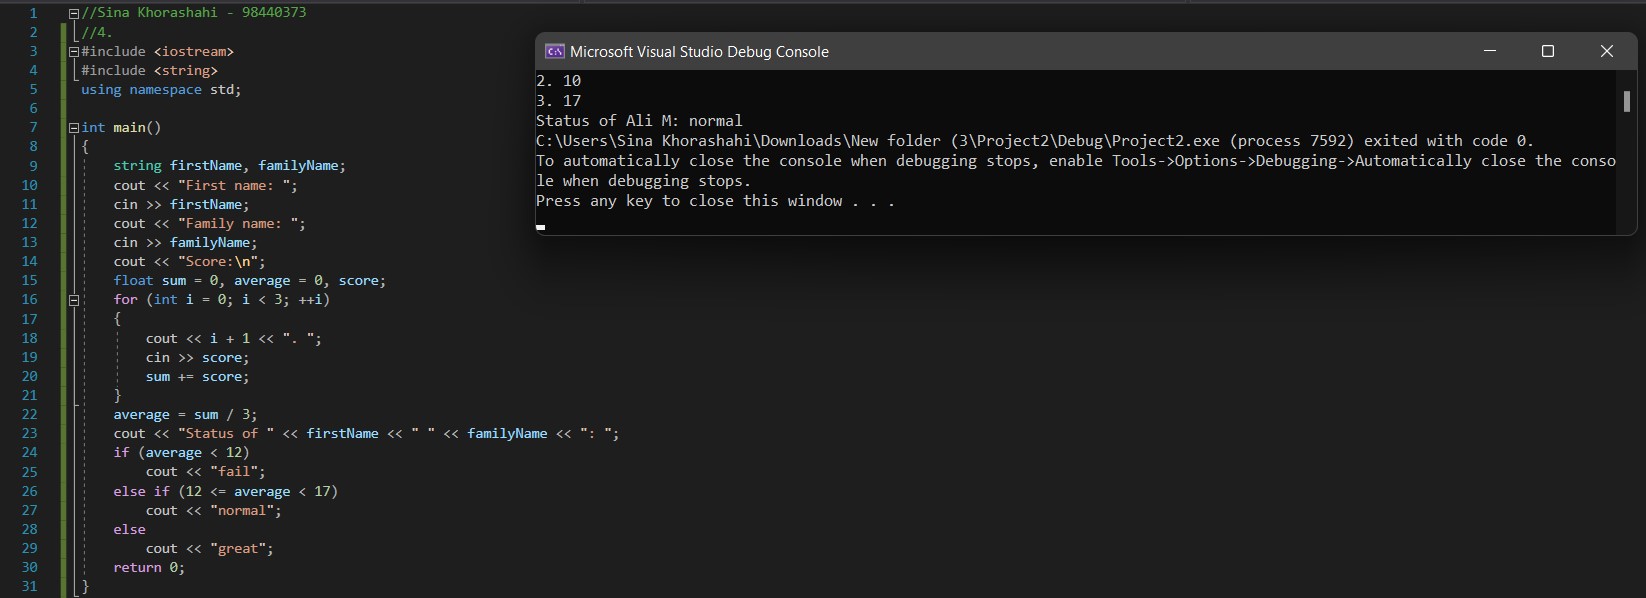 1 //Sina Khorashahi - 98440373
2 //4.
3 #include <iostream>
4 #include <string>
5 using namespace std;
6
7 int main()
8 {
9 string firstName, familyName;
10 cout << "First name: ";
11 cin >> firstName;
12 cout << "Family name: ";
13 cin >> familyName;
14 cout << "Score:\n";
15 float sum = 0, average = 0, score;
16 for (int i = 0; i < 3; ++i)
17 {
18 cout << i + 1 << ". ";
19 cin >> score;
20 sum += score;
21 }
22 average = sum / 3;
23 cout << "Status of " << firstName << " " << familyName << ": ";
24 if (average < 12)
25 cout << "fail";
26 else if (12 <= average < 17)
27 cout << "normal";
28 else
29 cout << "great";
30 return 0;
31 }
C:\ Microsoft Visual Studio Debug Console
2. 10
3. 17
Status of Ali M: normal
C:\Users\Sina Khorashahi\Downloads\New folder (3\Project2\Debug\Project2.exe (process 7592) exited with code 0.
To automatically close the console when debugging stops, enable Tools->Options->Debugging->Automatically close the conso
le when debugging stops.
Press any key to close this window . . .